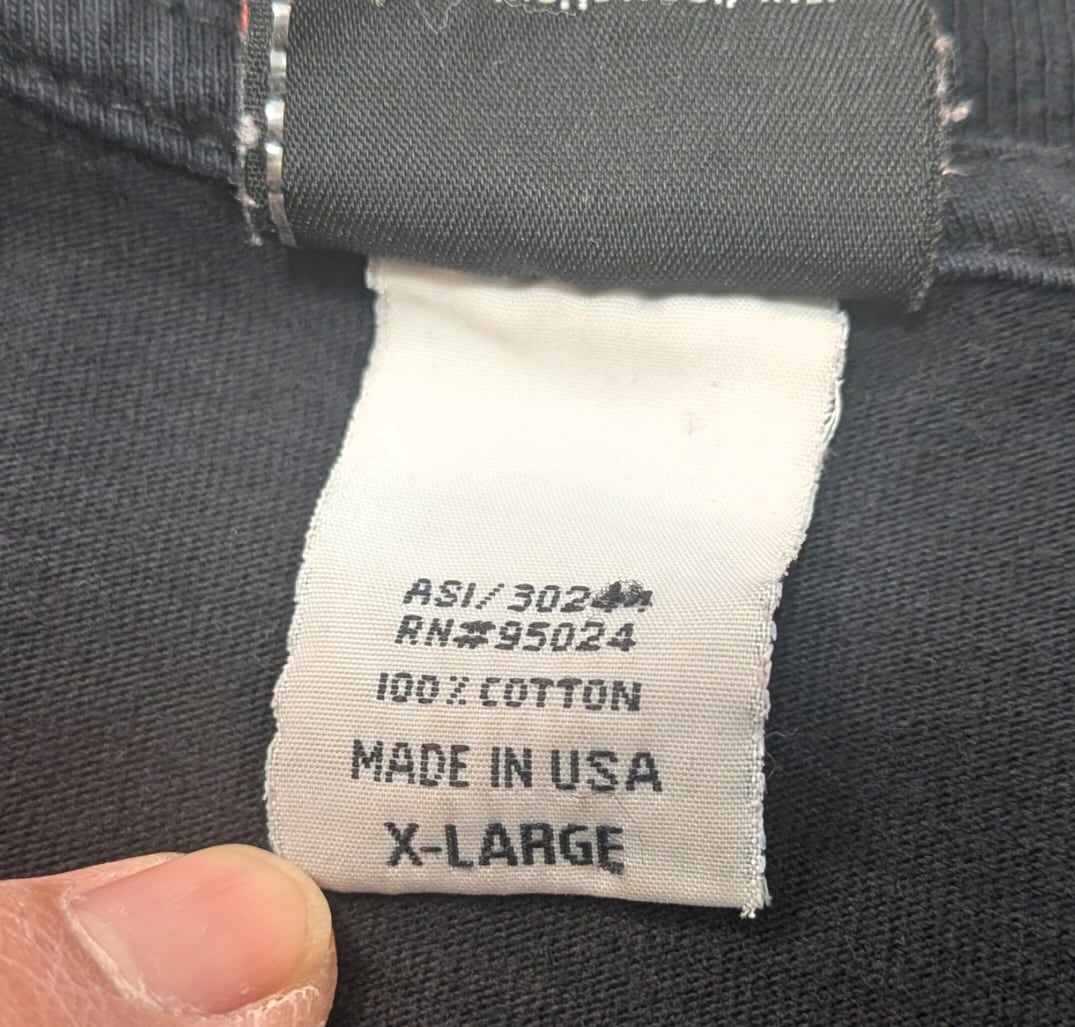 RN#95024
100% COTTON
MADE IN USA
X-LARGE